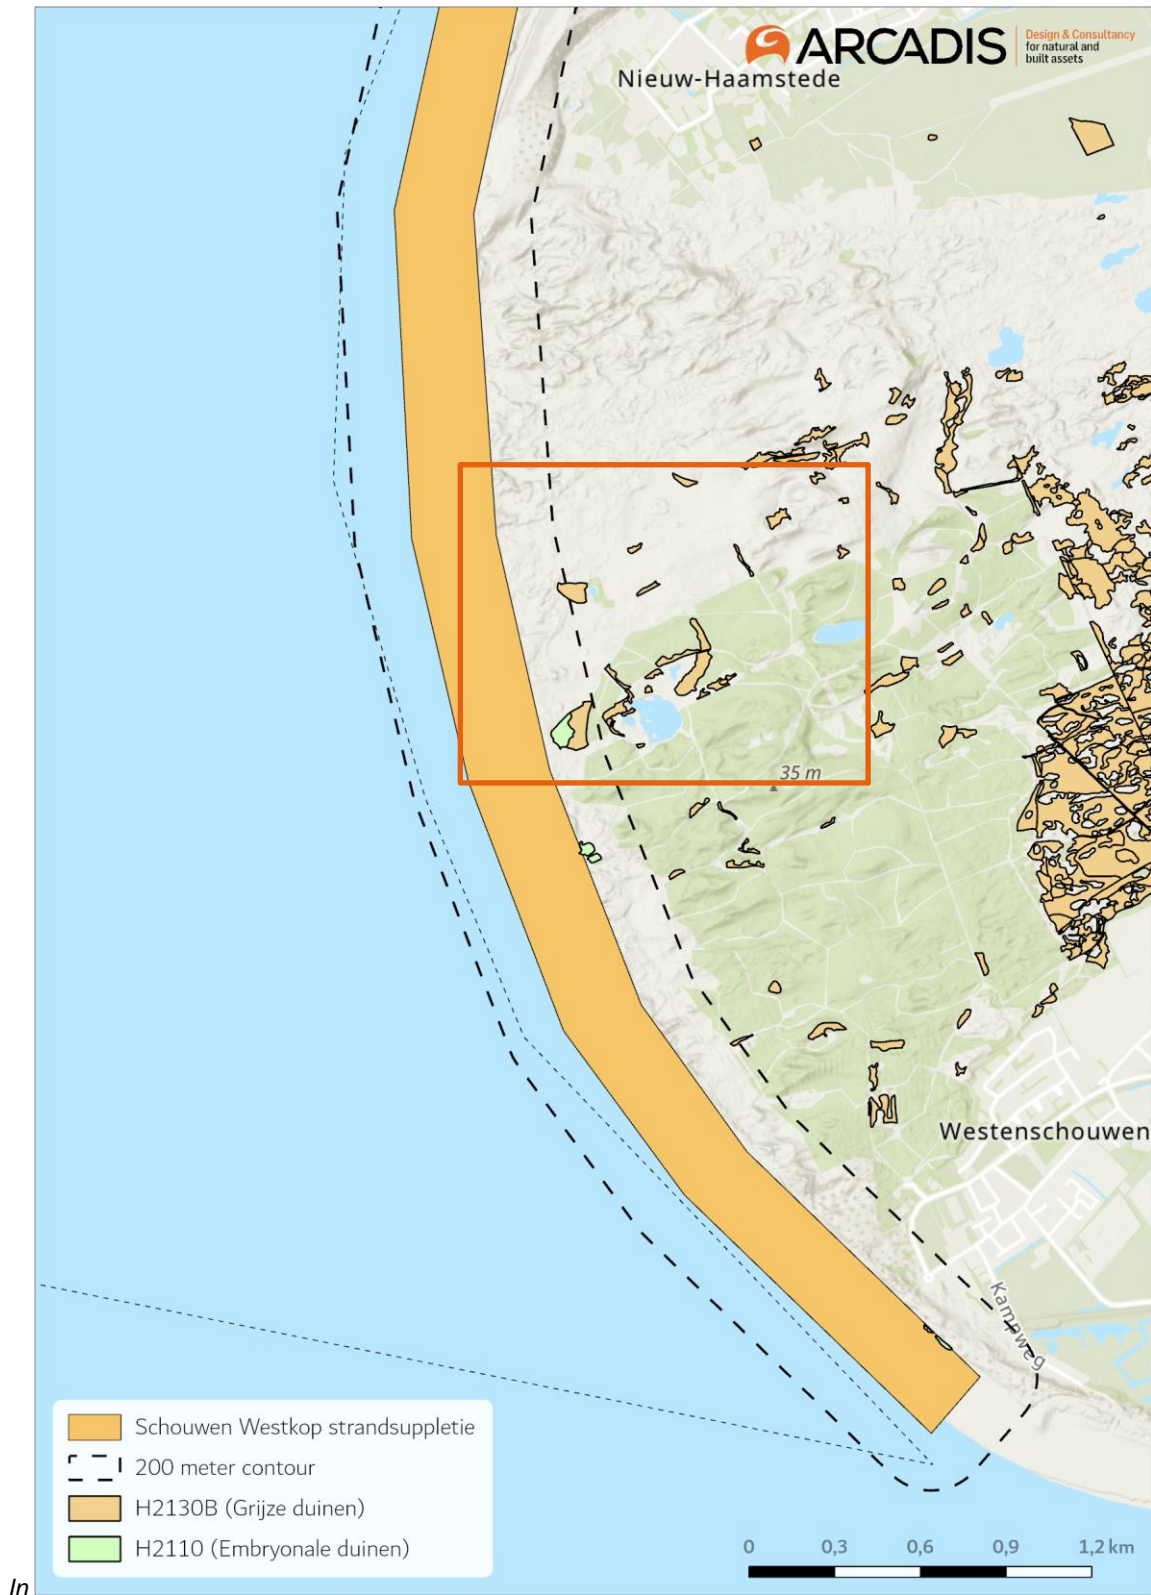 ARCADIS
Design & Consultancy
for natural and
built assets
Nieuw-Haamstede
35 m
Westenschouwen
Kampweg
Schouwen Westkop strandsuppletie
200 meter contour
H2130B (Grijze duinen)
H2110 (Embryonale duinen)
0 0,3 0,6 0,9 1,2 km
In